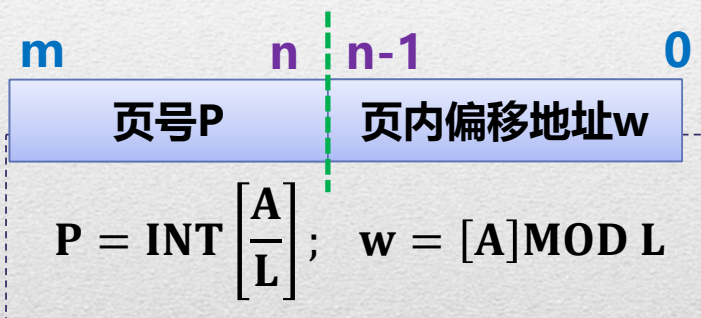 m n n-1 0
页号P 页内偏移地址w
P = INT [A/L] ; w = [A]MOD L